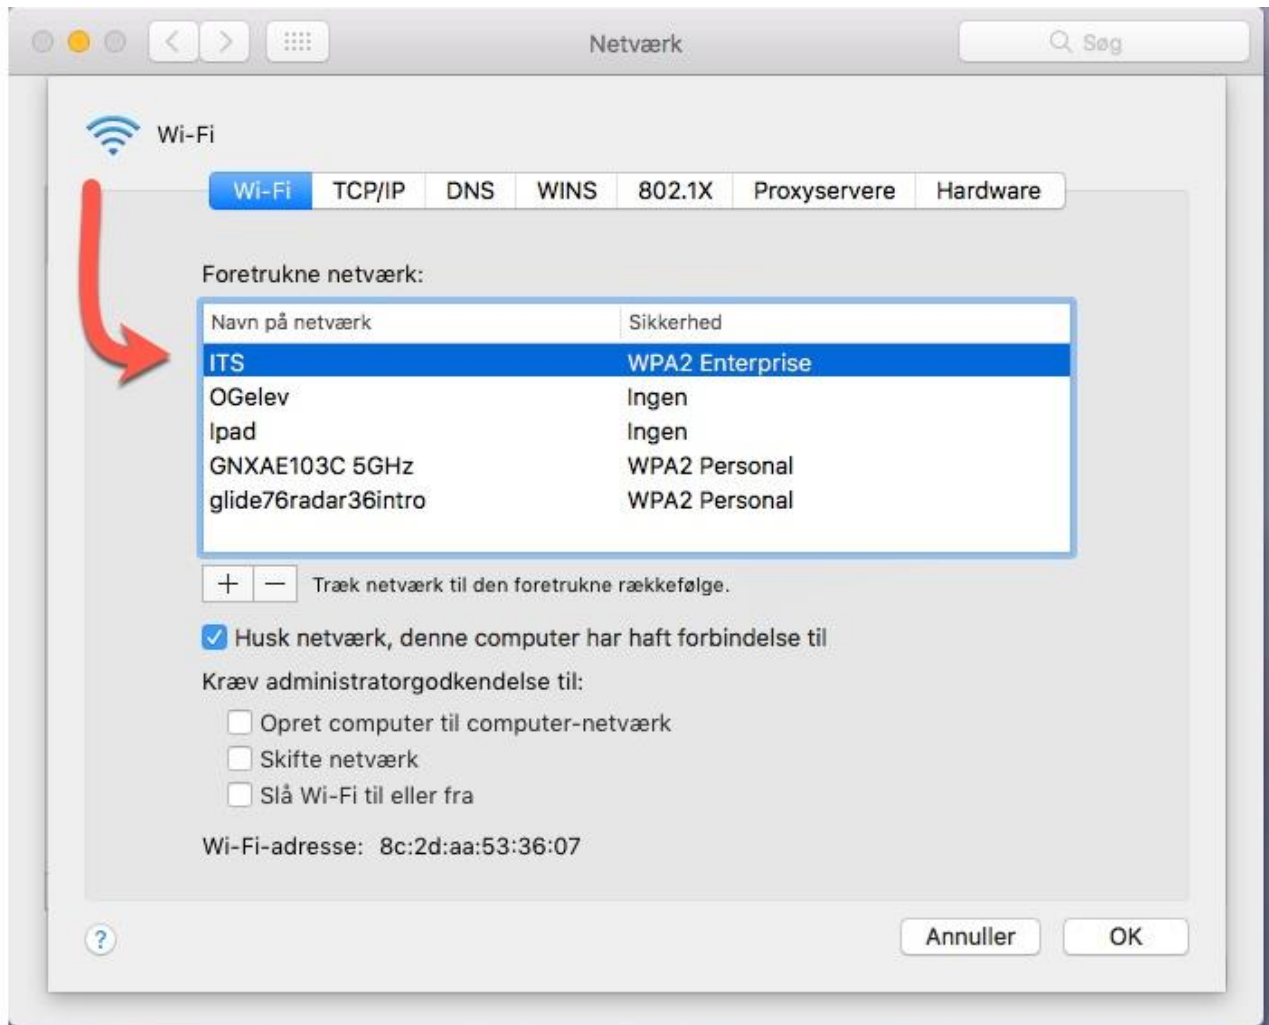 Netværk
Søg
Wi-Fi
Wi-Fi TCP/IP DNS WINS 802.1X Proxyservere Hardware
Foretrukne netværk:
Navn på netværk Sikkerhed
ITS WPA2 Enterprise
OGelev Ingen
Ipad Ingen
GNXAE103C 5GHz WPA2 Personal
glide76radar36intro WPA2 Personal
+ − Træk netværk til den foretrukne rækkefølge.
Husk netværk, denne computer har haft forbindelse til
Kræv administratorgodkendelse til:
Opret computer til computer-netværk
Skifte netværk
Slå Wi-Fi til eller fra
Wi-Fi-adresse: 8c:2d:aa:53:36:07
? Annuller OK